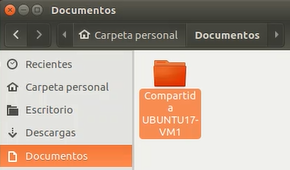 Documentos
Carpeta personal
Documentos
Recientes
Carpeta personal
Escritorio
Descargas
Documentos
Compartid
a
UBUNTU17-
VM1